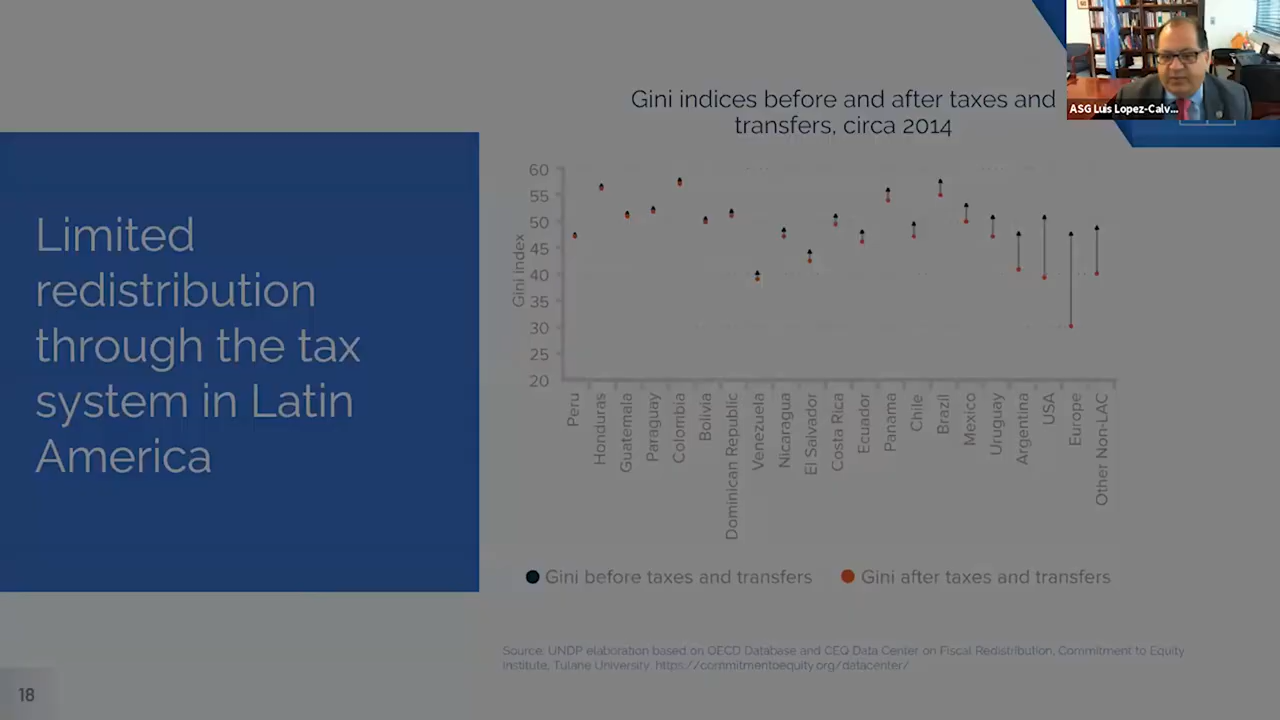 ASG Luis Lopez-Calv...
Gini indices before and after taxes and
transfers, circa 2014
Limited
redistribution
through the tax
system in Latin
America
Gini index
60
55
50
45
40
35
30
25
20
Peru
Honduras
Guatemala
Paraguay
Colombia
Bolivia
Dominican Republic
Venezuela
Nicaragua
El Salvador
Costa Rica
Ecuador
Panama
Chile
Brazil
Mexico
Uruguay
Argentina
USA
Europe
Other Non-LAC
Gini before taxes and transfers
Gini after taxes and transfers
Source: UNDP elaboration based on OECD Database and CEQ Data Center on Fiscal Redistribution, Commitment to Equity
Institute, Tulane University. https://commitmentoequity.org/datacenter/
18